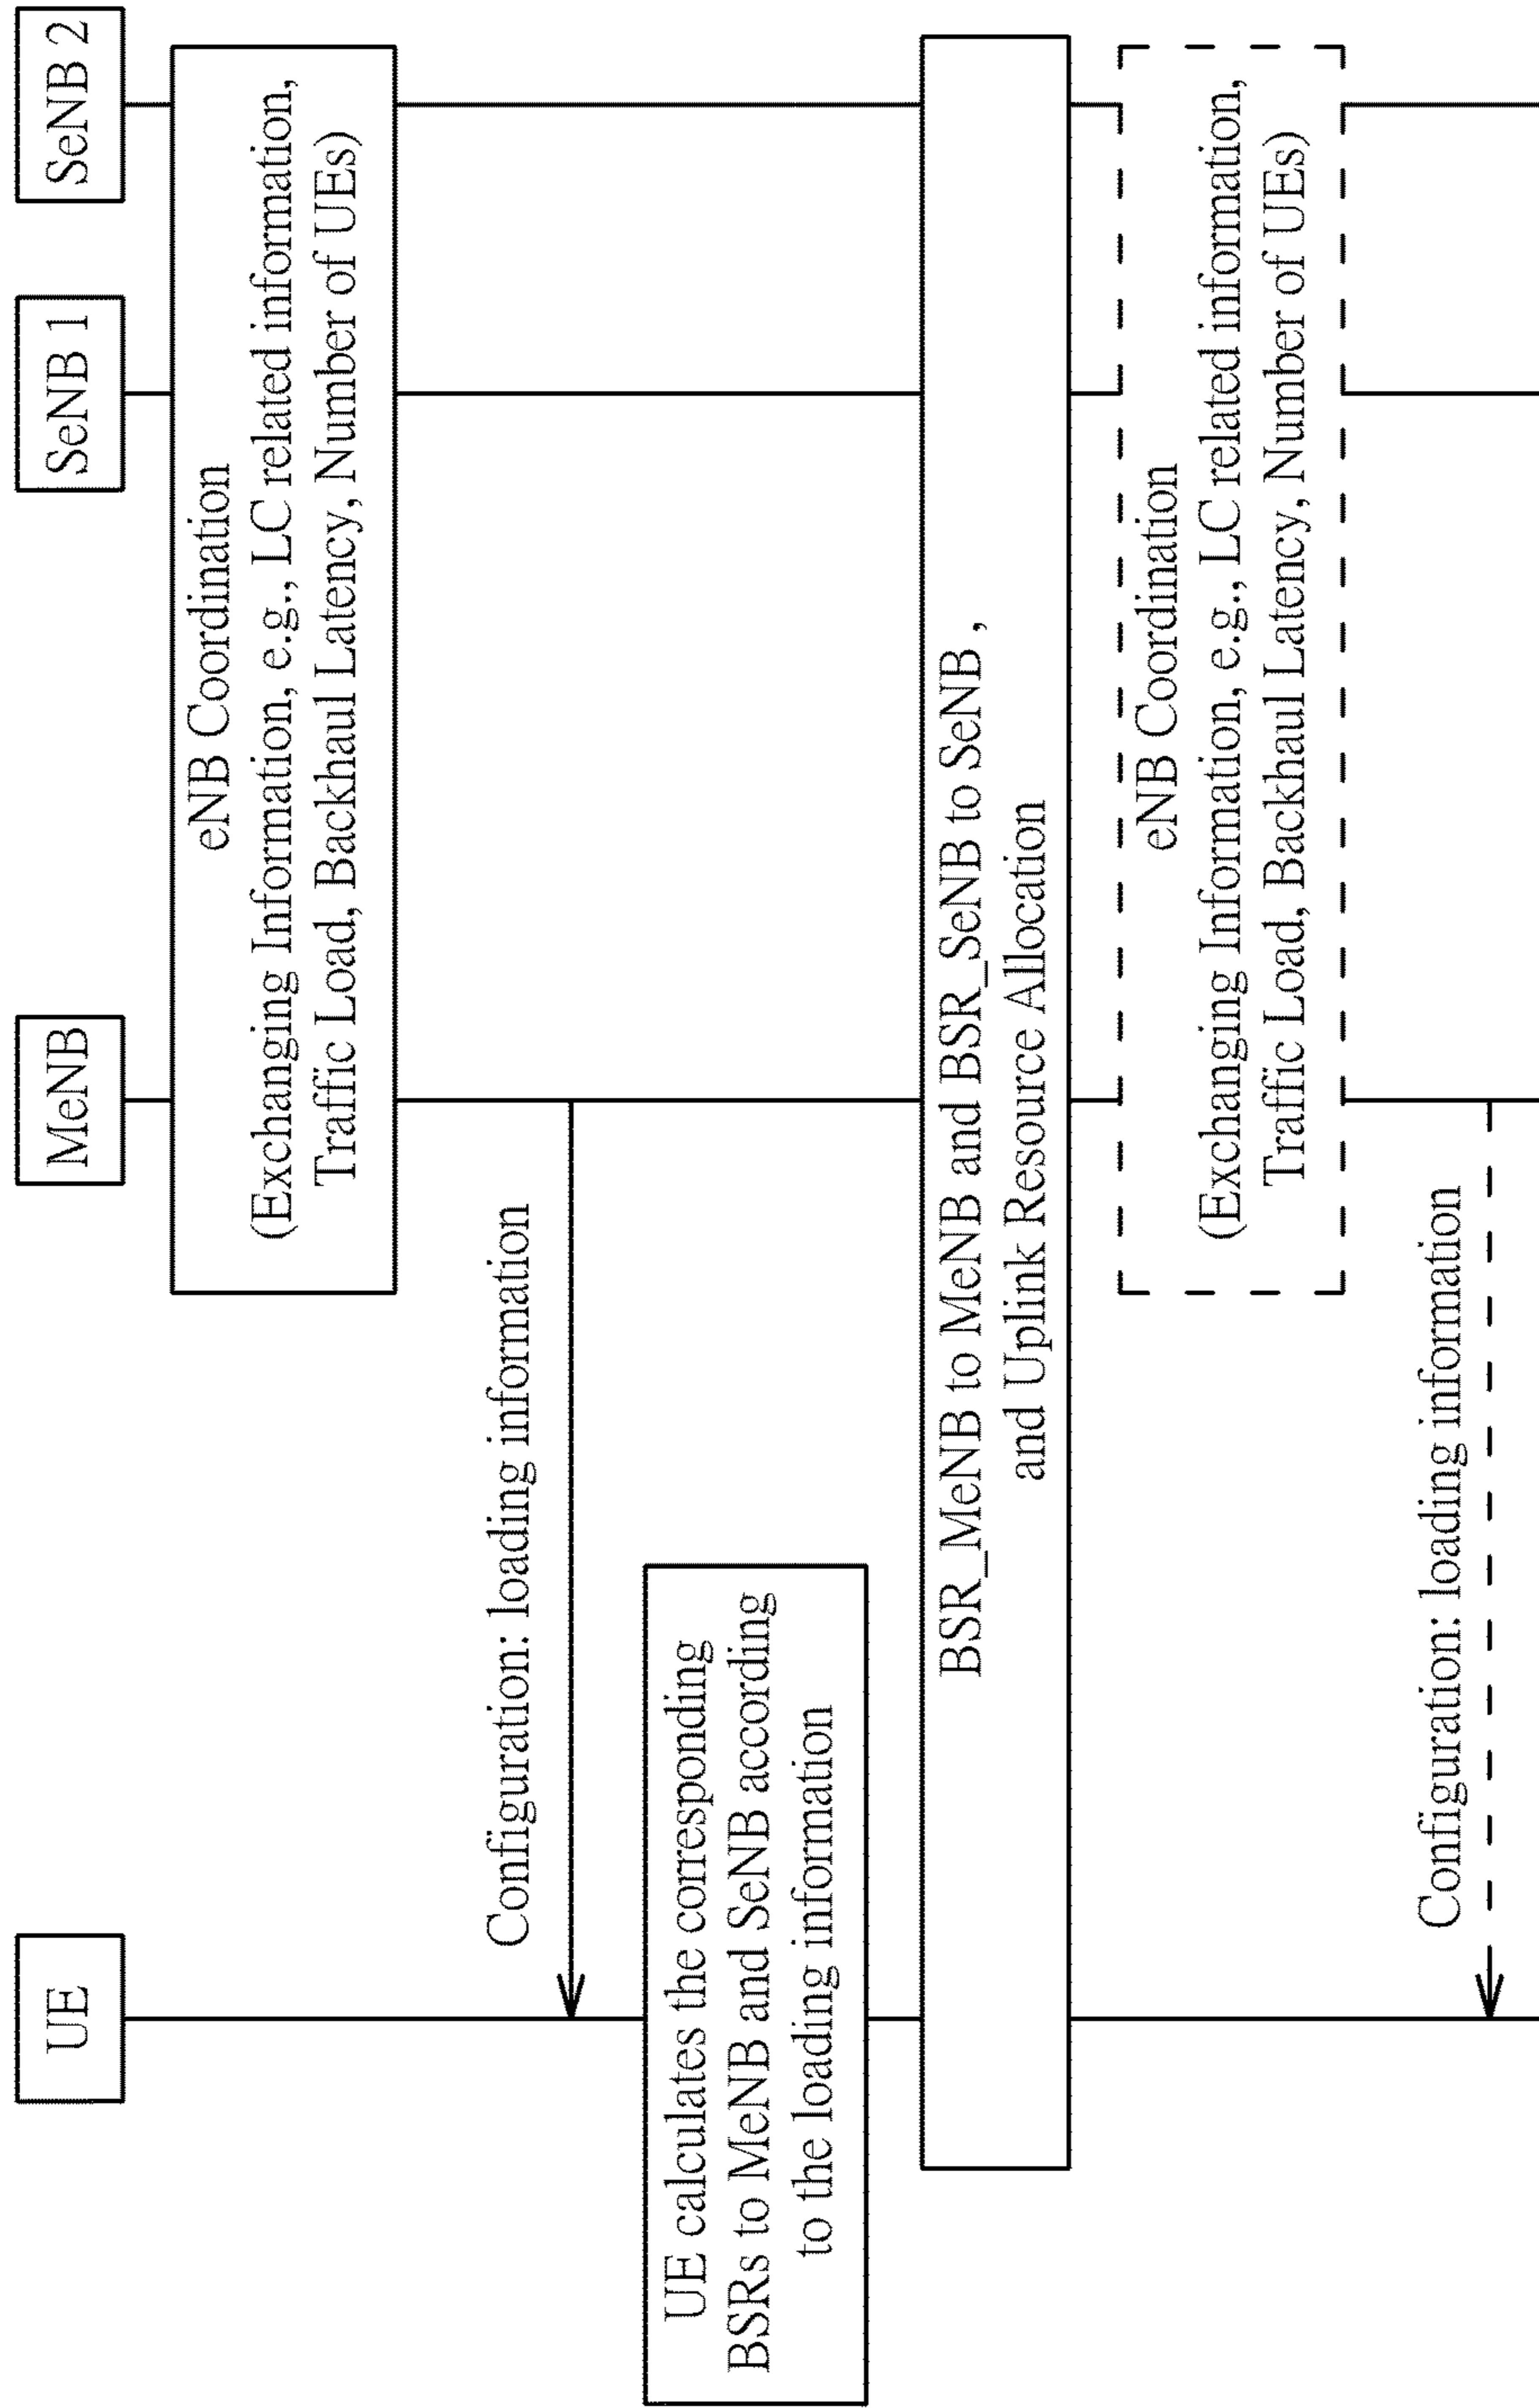 UE
MeNB
SeNB 1
SeNB 2
eNB Coordination
(Exchanging Information, e.g., LC related information,
Traffic Load, Backhaul Latency, Number of UEs)
Configuration: loading information
UE calculates the corresponding
BSRs to MeNB and SeNB according
to the loading information
BSR_MeNB to MeNB and BSR_SeNB to SeNB ,
and Uplink Resource Allocation
eNB Coordination
(Exchanging Information, e.g., LC related information,
Traffic Load, Backhaul Latency, Number of UEs)
Configuration: loading information